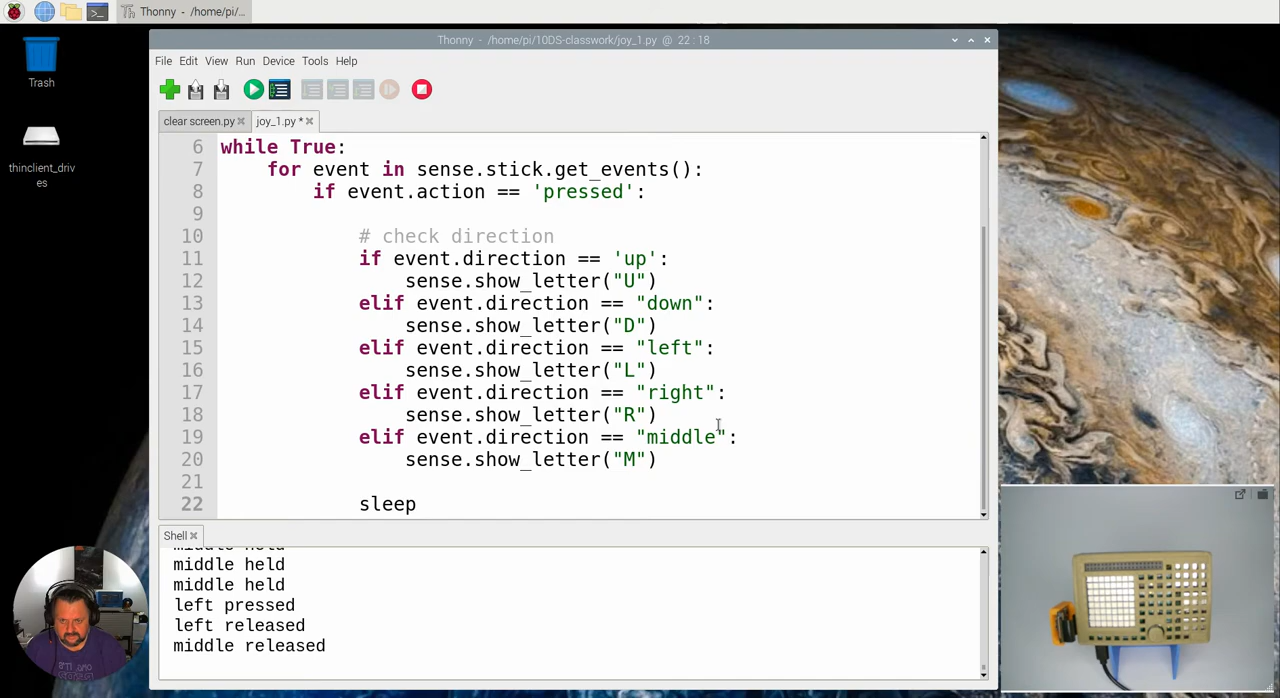 Thonny - /home/pi/...
Trash
thinclient_driv
es
Thonny - /home/pi/10DS-classwork/joy_1.py @ 22 : 18
File Edit View Run Device Tools Help
clear screen.py
joy_1.py *
6 while True:
7 for event in sense.stick.get_events():
8 if event.action == 'pressed':
9
10 # check direction
11 if event.direction == 'up':
12 sense.show_letter("U")
13 elif event.direction == "down":
14 sense.show_letter("D")
15 elif event.direction == "left":
16 sense.show_letter("L")
17 elif event.direction == "right":
18 sense.show_letter("R")
19 elif event.direction == "middle":
20 sense.show_letter("M")
21
22 sleep
Shell
middle held
middle held
middle held
left pressed
left released
middle released